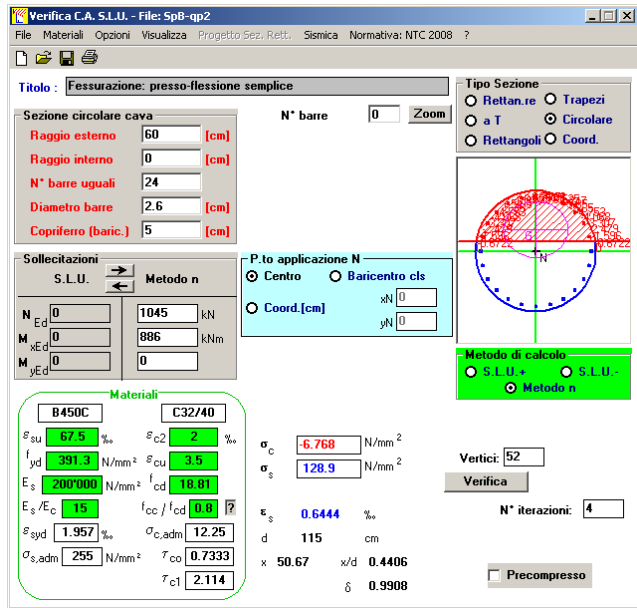 Verifica C.A. S.L.U. - File: SpB-qp2
File Materiali Opzioni Visualizza Progetto Sez. Rett. Sismica Normativa: NTC 2008 ?
Titolo : Fessurazione: presso-flessione semplice
Sezione circolare cava
Raggio esterno 60 [cm]
Raggio interno 0 [cm]
N° barre uguali 24
Diametro barre 2.6 [cm]
Copriferro (baric.) 5 [cm]
N° barre 0 Zoom
Tipo Sezione
Rettan.re Trapezi
a T Circolare
Rettangoli Coord.
N
Sollecitazioni
S.L.U. Metodo n
N Ed 0 1045 kN
M xEd 0 886 kNm
M yEd 0 0
P.to applicazione N
Centro Baricentro cls
Coord.[cm] xN 0
yN 0
Metodo di calcolo
S.L.U.+ S.L.U.-
Metodo n
Materiali
B450C C32/40
εsu 67.5 ‰ εc2 2 ‰
fyd 391.3 N/mm² εcu 3.5
Es 200'000 N/mm² fcd 18.81
Es/Ec 15 fcc / fcd 0.8 ?
εsyd 1.957 ‰ σc,adm 12.25
σs,adm 255 N/mm² τco 0.7333
τc1 2.114
σc -6.768 N/mm²
σs 128.9 N/mm²
εs 0.6444 ‰
d 115 cm
x 50.67 x/d 0.4406
δ 0.9908
Vertici: 52
Verifica
N° iterazioni: 4
Precompresso